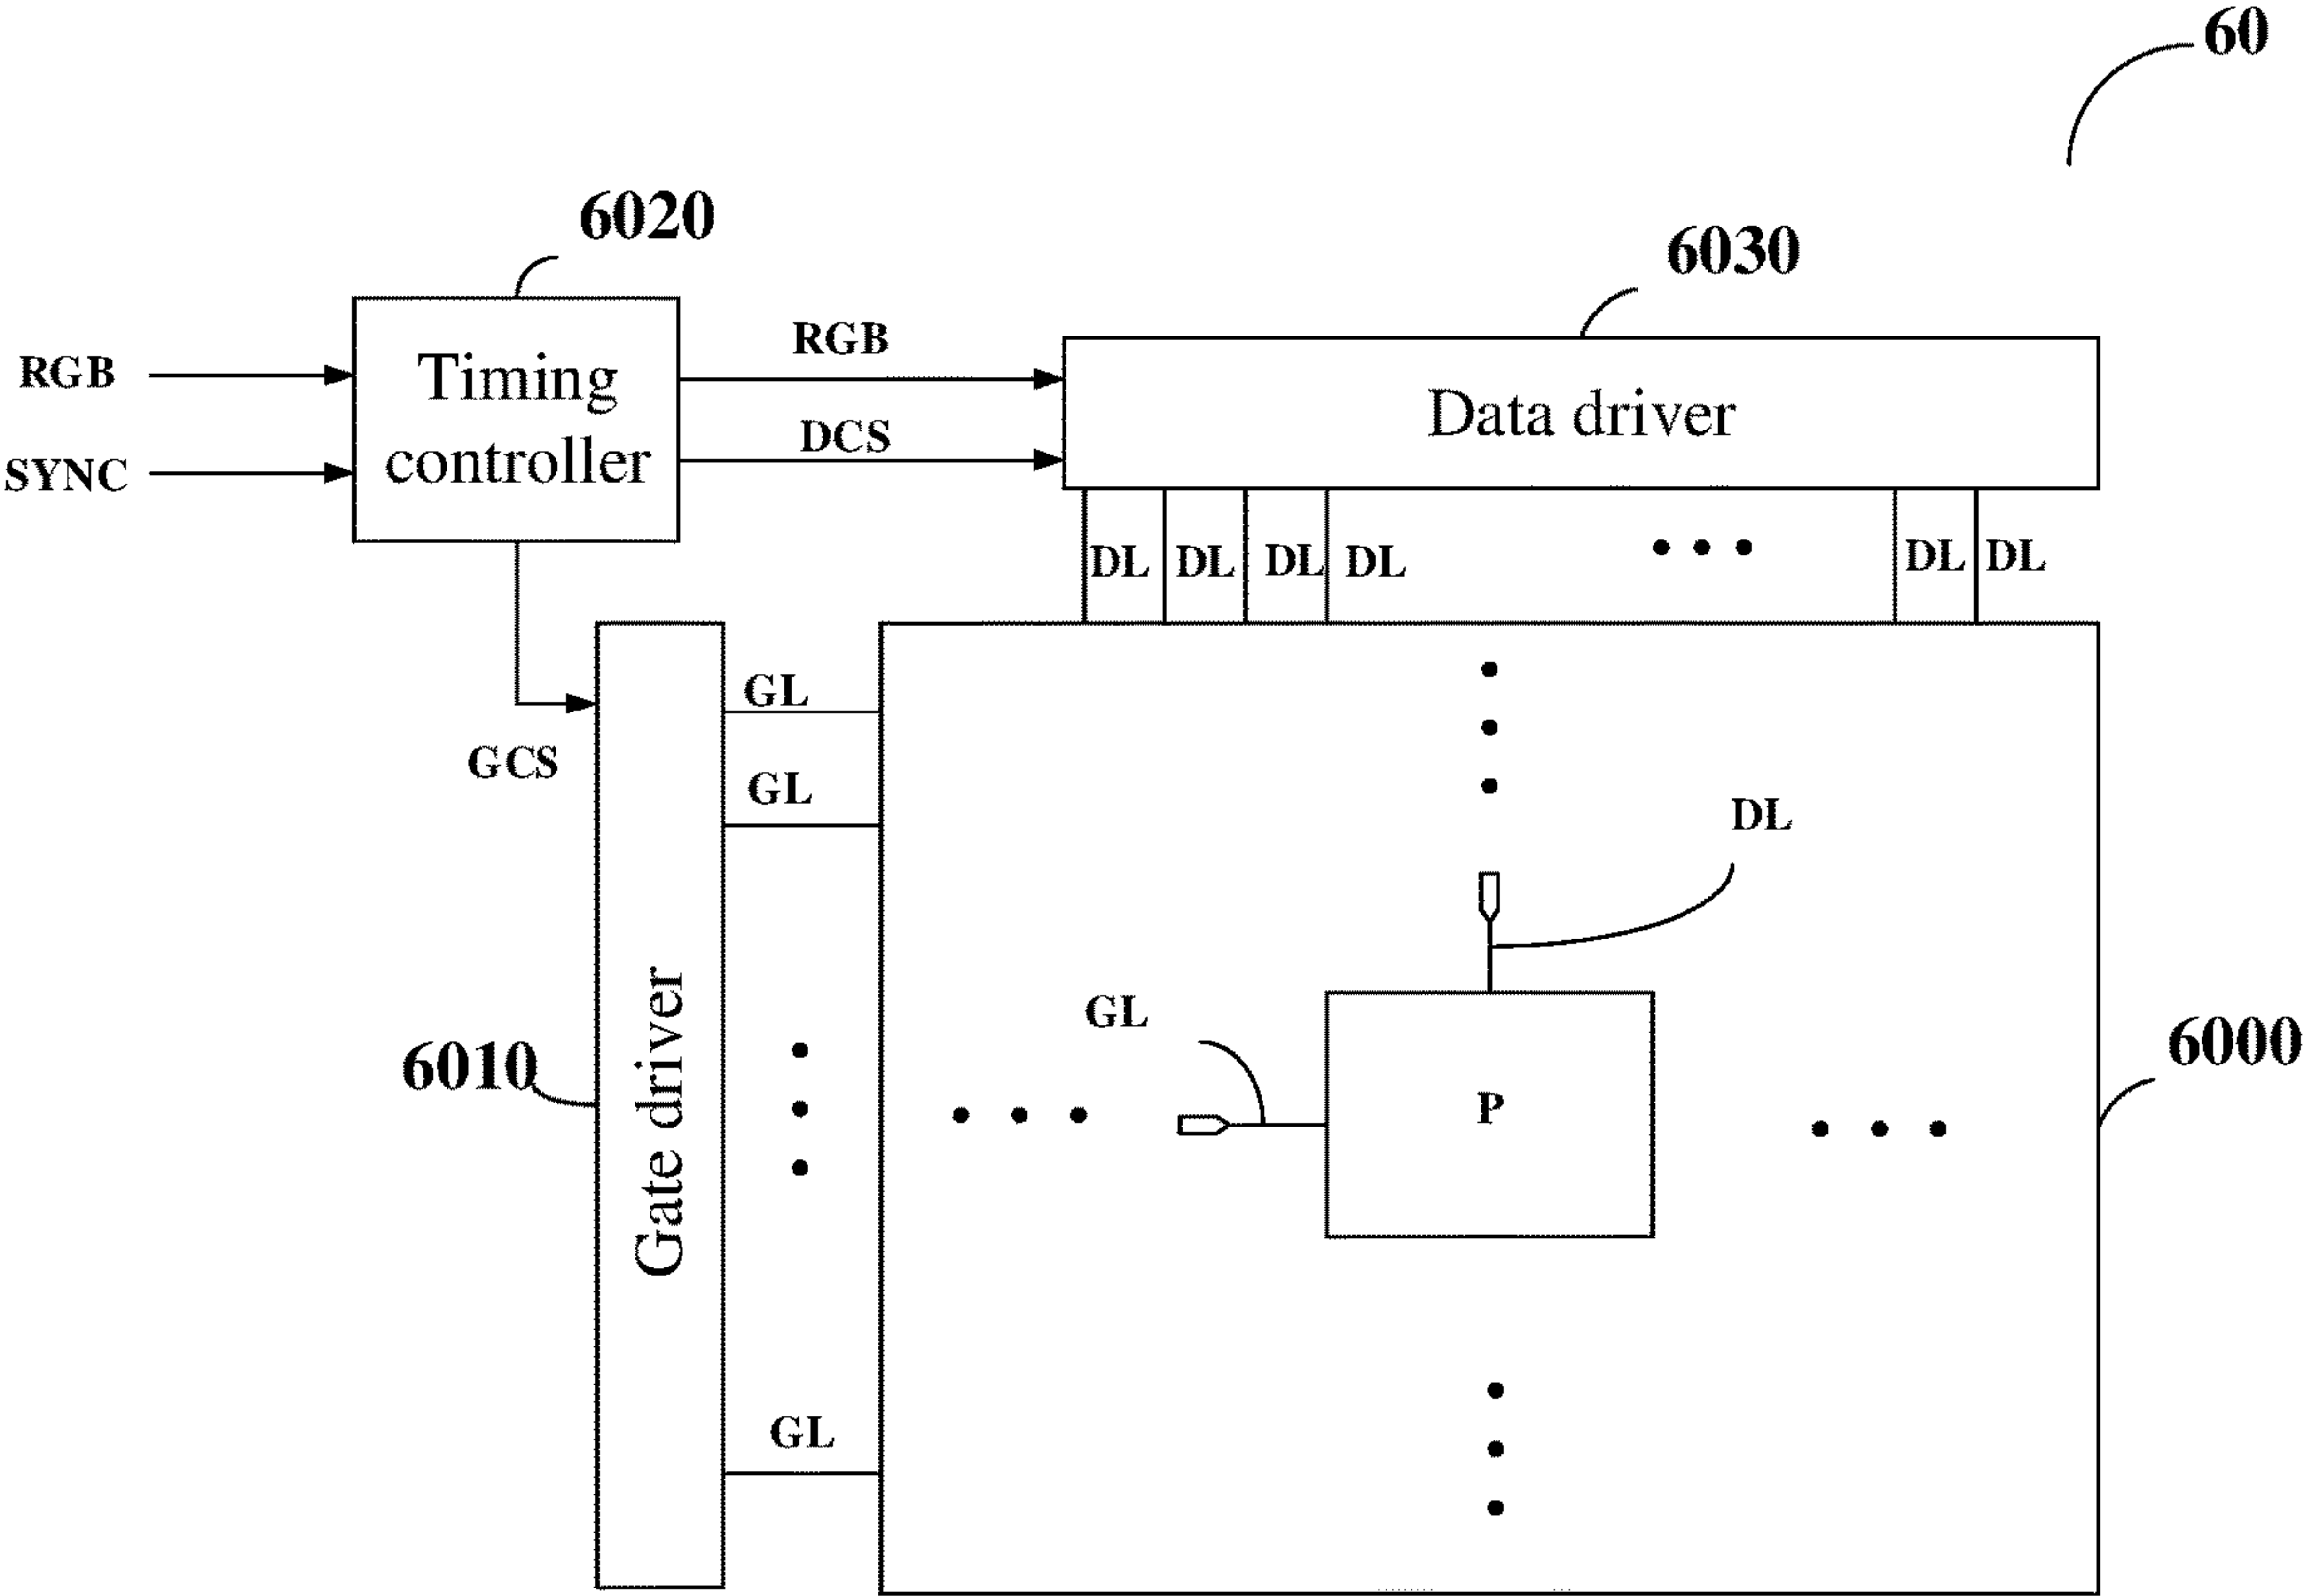 60
6020
6030
RGB
Timing
controller
RGB
Data driver
SYNC
DCS
DL DL DL DL DL DL
GL
GCS
GL
DL
GL
6010
Gate driver
P
6000
GL